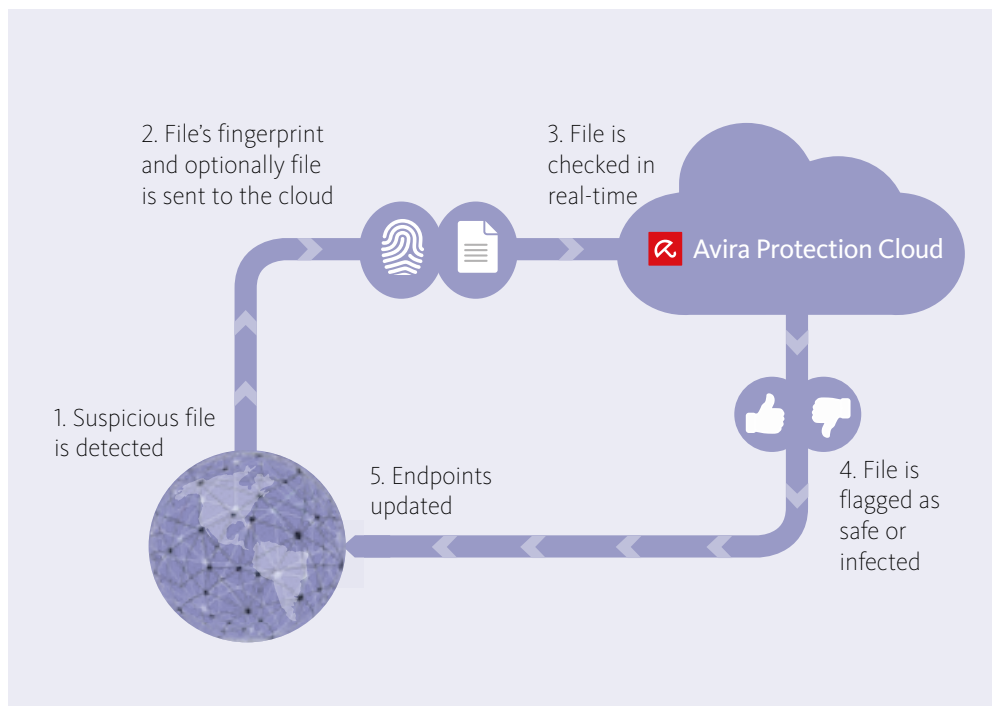 2. File’s fingerprint
and optionally file
is sent to the cloud
3. File is
checked in
real-time
Avira Protection Cloud
1. Suspicious file
is detected
5. Endpoints
updated
4. File is
flagged as
safe or
infected